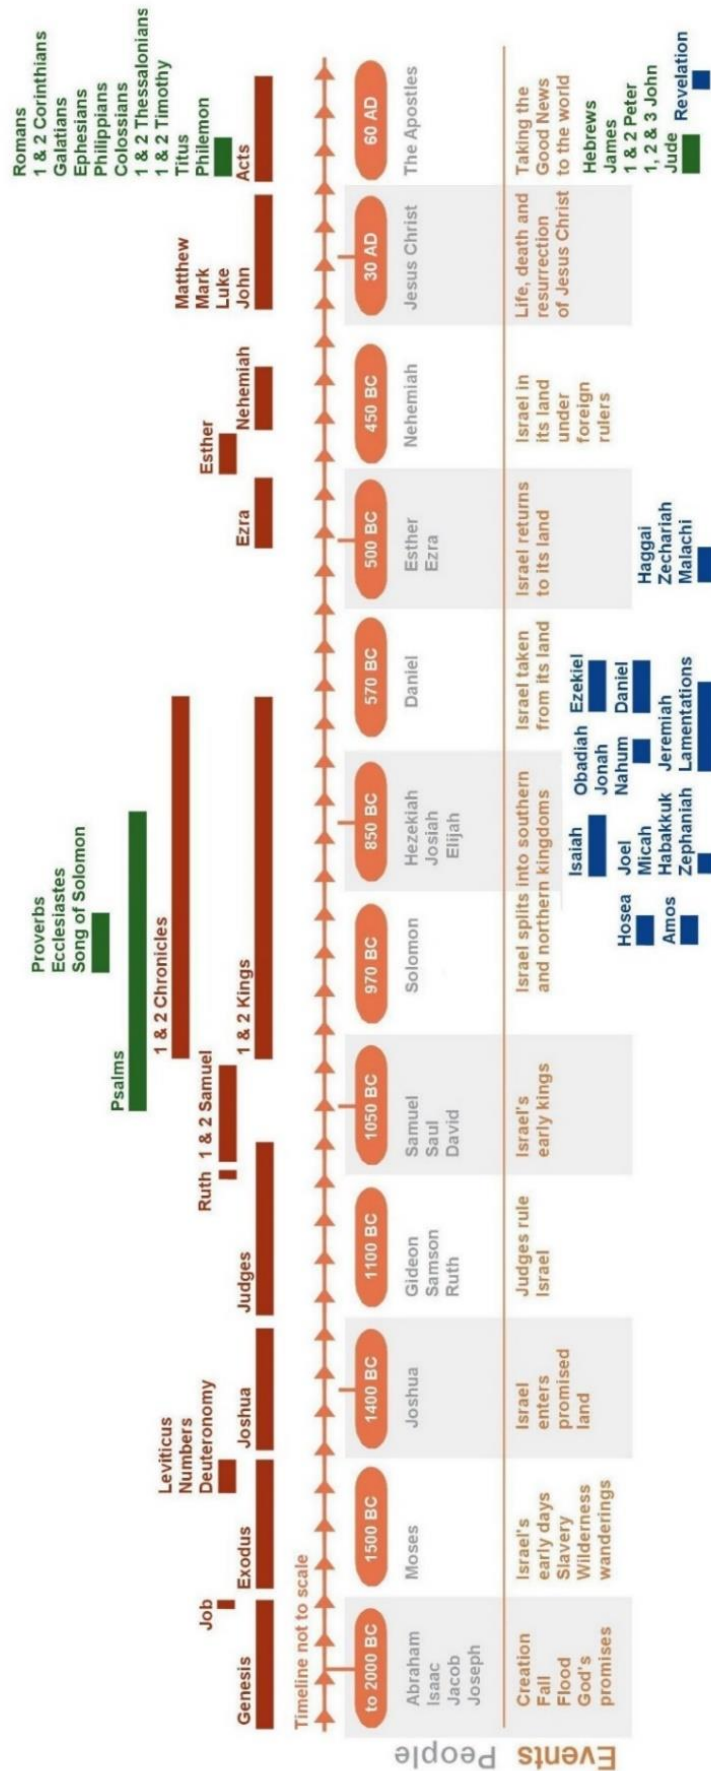 Proverbs
Ecclesiastes
Song of Solomon
Psalms
1 & 2 Chronicles
Romans
1 & 2 Corinthians
Galatians
Ephesians
Philippians
Colossians
1 & 2 Thessalonians
1 & 2 Timothy
Titus
Philemon
Leviticus
Numbers
Deuteronomy
Job
Ruth
1 & 2 Samuel
Esther
Matthew
Mark
Luke
John
Genesis
Exodus
Joshua
Judges
1 & 2 Kings
Ezra
Nehemiah
Acts
Timeline not to scale
to 2000 BC
1500 BC
1400 BC
1100 BC
1050 BC
970 BC
850 BC
570 BC
500 BC
450 BC
30 AD
60 AD
People
Abraham
Isaac
Jacob
Joseph
Moses
Joshua
Gideon
Samson
Ruth
Samuel
Saul
David
Solomon
Hezekiah
Josiah
Elijah
Daniel
Esther
Ezra
Nehemiah
Jesus Christ
The Apostles
Events
Creation
Fall
Flood
God's
promises
Israel's
early days
Slavery
Wilderness
wanderings
Israel
enters
promised
land
Judges rule
Israel
Israel's
early kings
Israel splits into southern
and northern kingdoms
Israel taken
from its land
Israel returns
to its land
Israel in
its land
under
foreign
rulers
Life, death and
resurrection
of Jesus Christ
Taking the
Good News
to the world
Hosea
Amos
Isaiah
Joel
Micah
Habakkuk
Zephaniah
Obadiah
Jonah
Nahum
Jeremiah
Lamentations
Ezekiel
Daniel
Haggai
Zechariah
Malachi
Hebrews
James
1 & 2 Peter
1, 2 & 3 John
Jude
Revelation